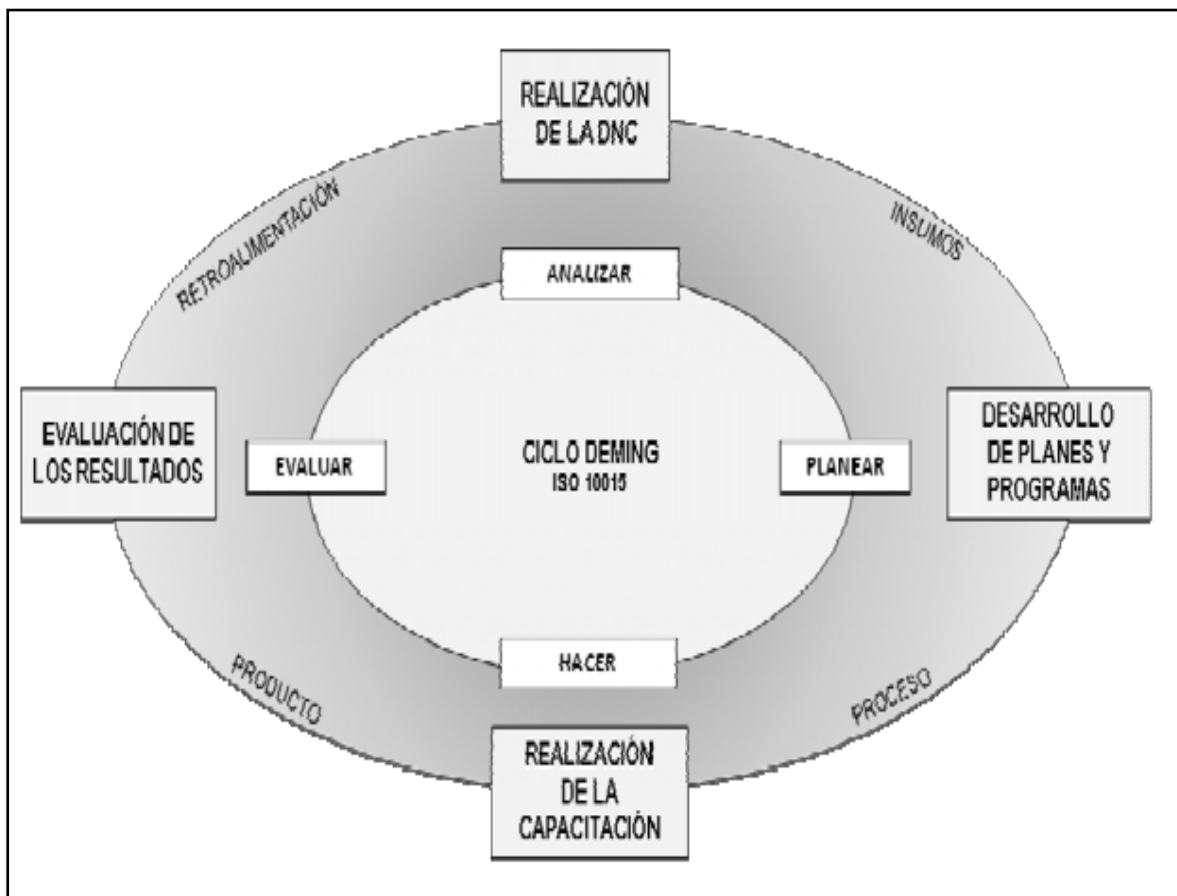 REALIZACIÓN
DE LA DNC
RETROALIMENTACIÓN
INSUMOS
ANALIZAR
EVALUACIÓN DE
LOS RESULTADOS
EVALUAR
CICLO DEMING
ISO 10015
PLANEAR
DESARROLLO
DE PLANES Y
PROGRAMAS
HACER
PRODUCTO
PROCESO
REALIZACIÓN
DE LA
CAPACITACIÓN